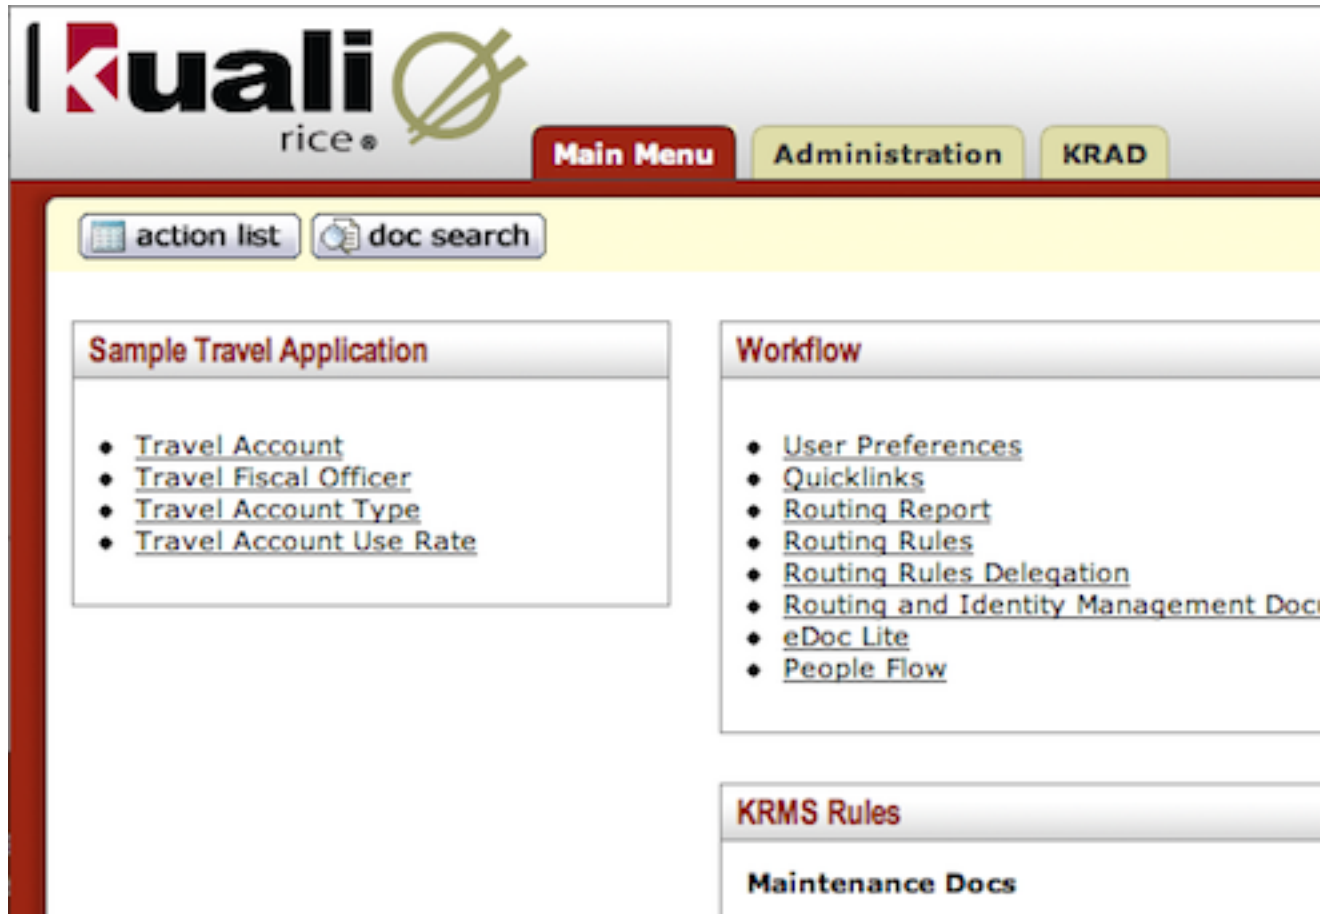 kuali
rice®
Main Menu
Administration
KRAD
action list
doc search
Sample Travel Application
Travel Account
Travel Fiscal Officer
Travel Account Type
Travel Account Use Rate
Workflow
User Preferences
Quicklinks
Routing Report
Routing Rules
Routing Rules Delegation
Routing and Identity Management
eDoc Lite
People Flow
KRMS Rules
Maintenance Docs